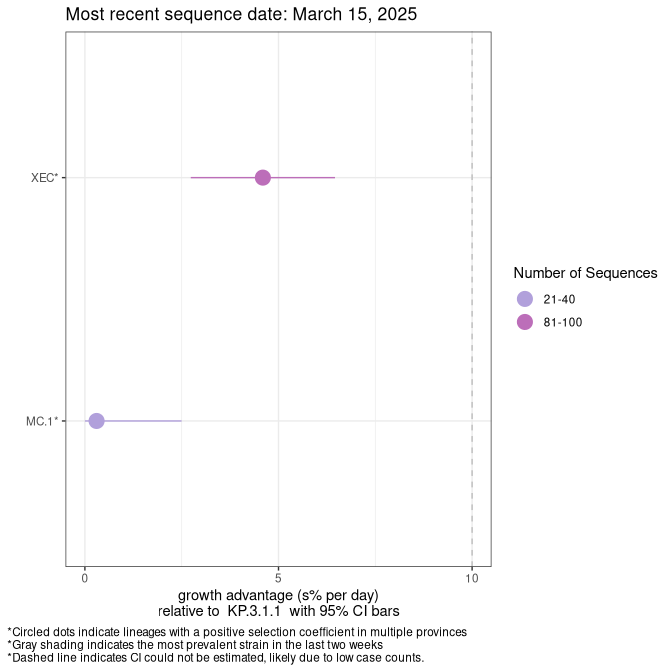 Most recent sequence date: March 15, 2025
XEC*
MC.1*
0
5
10
growth advantage (s% per day)
relative to  KP.3.1.1  with 95% CI bars
Number of Sequences
21-40
81-100
*Circled dots indicate lineages with a positive selection coefficient in multiple provinces
*Gray shading indicates the most prevalent strain in the last two weeks
*Dashed line indicates CI could not be estimated, likely due to low case counts.